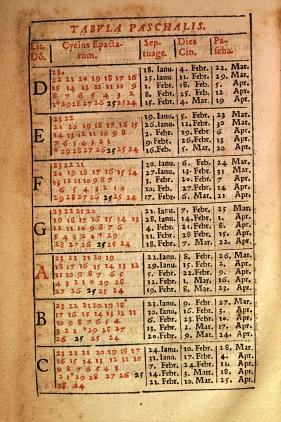 TABVLA PASCHALIS.
Lit. Dō. Cyclus Epactarum. Septuage. Dies Cin. Pascha.
D 23. 18. Ianu. 4. Febr. 22. Mar.
22 21 20 19 18 17 16 25. Ianu. 11. Febr. 29. Mar.
15 14 13 12 11 10 9 1. Febr. 18. Febr. 5. Apr.
8 7 6 5 4 3 2 8. Febr. 25. Febr. 12 Apr.
1 * 29 28 27 26 25 24 15. Febr. 4. Mar. 19 Apr.
E 23 22 19. Ianu. 5. Febr. 23 Mar.
21 20 19 18 17 16 15 26. Ianu. 12. Febr. 30 Mar.
14 13 12 11 10 9 8 2. Febr. 19. Febr. 6 Apr.
7 6 5 4 3 2 1 9. Febr. 26. Febr. 13 Apr.
29 28 27 26 25 25 24 16. Febr. 5. Mar. 20 Apr.
F 23 22 21 20. Ianu. 6. Feb. 24 Mar.
20 19 18 17 16 15 14 27. Ianu. 13. Febr. 31 Mar.
13 12 11 10 9 8 7 3. Febr. 20. Febr. 7 Apr.
6 5 4 3 2 1 * 10. Feb. 27. Febr. 14 Apr.
29 28 27 26 25 25 24 17. Febr. 6. Mar. 21 Apr.
G 23 22 21 20 21. Ianu. 7. Febr. 25 Mar.
19 18 17 16 15 14 13 28. Ianu. 14. Febr. 1. Apr.
12 11 10 9 8 7 6 4. Febr. 21. Febr. 8. Apr.
5 4 3 2 1 * 29 11. Febr. 28 Febr. 15. Apr.
28 27 26 25 25 24 18. Febr. 7. Mar. 22. Apr.
A 23 22 21 20 19 22. Ianu. 8. Febr. 26. Mar.
18 17 16 15 14 13 12 29. Ianu. 15. Febr. 2. Apr.
11 10 9 8 7 6 5 5. Febr. 22. Febr. 9. Apr.
4 3 2 1 * 29 28 12. Febr. 1. Mar. 16. Apr.
27 26 25 25 24 19. Febr. 8. Mar. 23. Apr.
B 23 22 21 20 19 18 23. Ianu. 9. Febr. 27. Mar.
17 16 15 14 13 12 11 30. Ianu. 16. Febr. 3. Apr.
10 9 8 7 6 5 4 6. Febr. 23. Febr. 10. Apr.
3 2 1 * 29 28 27 13. Febr. 2. Mar. 17. Apr.
26 25 25 24 20. Febr. 9. Mar. 24. Apr.
C 23 22 21 20 19 18 17 24. Ianu. 10. Febr. 28. Mar.
16 15 14 13 12 11 10 31. Ianu. 17. Febr. 4. Apr.
9 8 7 6 5 4 3 7. Febr. 24. Febr. 11. Apr.
2 1 * 29 28 27 26 25 14. Febr. 3. Mar. 18. Apr.
25 24 21. Febr. 10. Mar. 25. Apr.